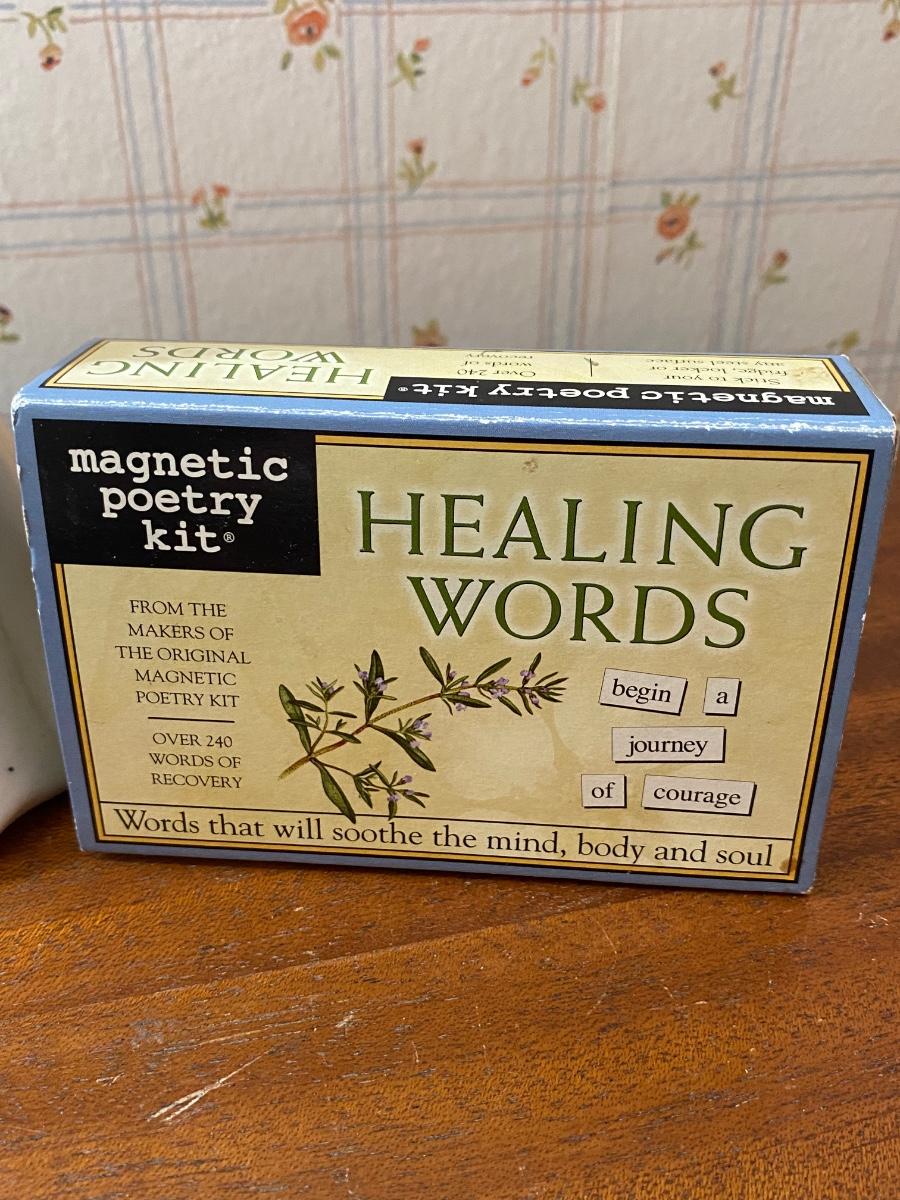 HEALING
WORDS
Over 240
words of
recovery
Stick to your
fridge, locker or
any steel surface
magnetic poetry kit®
magnetic
poetry
kit®
HEALING
WORDS
FROM THE
MAKERS OF
THE ORIGINAL
MAGNETIC
POETRY KIT
OVER 240
WORDS OF
RECOVERY
begin a
journey
of courage
Words that will soothe the mind, body and soul